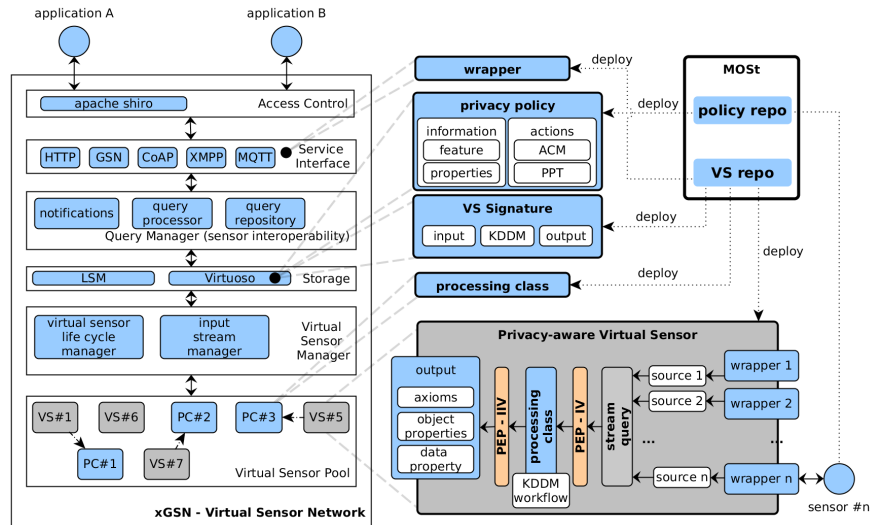 application A
application B
apache shiro
Access Control
HTTP
GSN
CoAP
XMPP
MQTT
Service
Interface
notifications
query
processor
query
repository
Query Manager (sensor interoperability)
LSM
Virtuoso
Storage
virtual sensor
life cycle
manager
input
stream
manager
Virtual
Sensor
Manager
VS#1
VS#6
PC#2
PC#3
VS#5
PC#1
VS#7
Virtual Sensor Pool
xGSN - Virtual Sensor Network
wrapper
privacy policy
information
feature
properties
actions
ACM
PPT
VS Signature
input
KDDM
output
processing class
deploy
deploy
deploy
deploy
deploy
MOSt
policy repo
VS repo
Privacy-aware Virtual Sensor
output
axioms
object
properties
data
property
PEP - IIV
processing
class
KDDM
workflow
PEP - IV
stream
query
source 1
source 2
...
source n
wrapper 1
wrapper 2
...
wrapper n
sensor #n